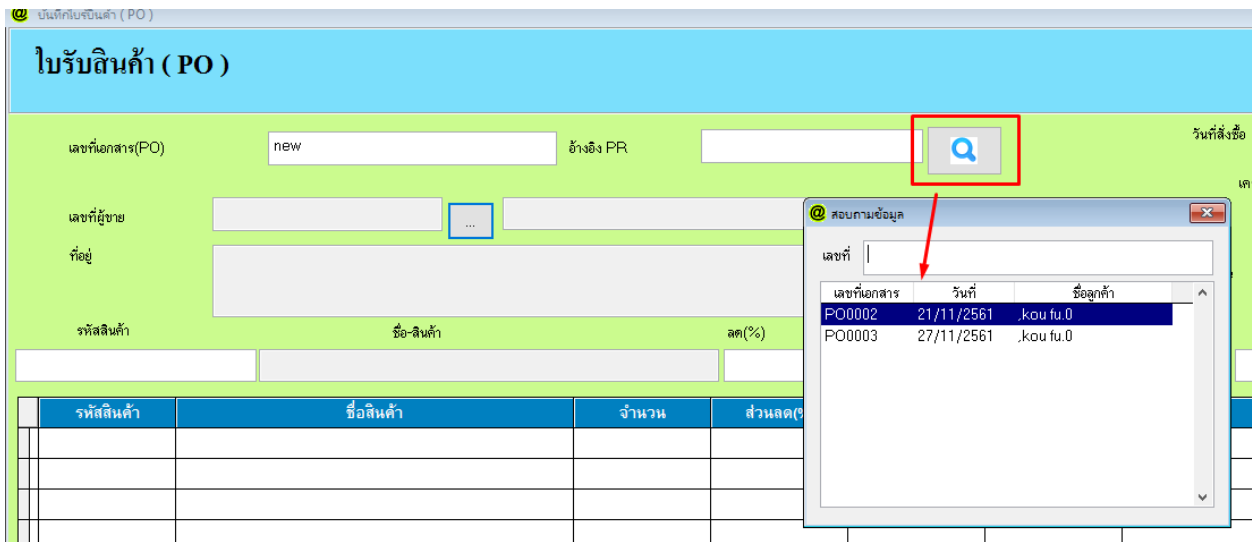 บันทึกใบรับสินค้า ( PO )
ใบรับสินค้า ( PO )
เลขที่เอกสาร(PO) new อ้างอิง PR วันที่สั่งซื้อ
เลขที่ผู้ขาย ...
ที่อยู่
รหัสสินค้า ชื่อ-สินค้า ลด(%)
รหัสสินค้า ชื่อสินค้า จำนวน ส่วนลด(%
@ สอบถามข้อมูล
เลขที่
เลขที่เอกสาร วันที่ ชื่อลูกค้า
PO0002 21/11/2561 ,kou fu.0
PO0003 27/11/2561 ,kou fu.0